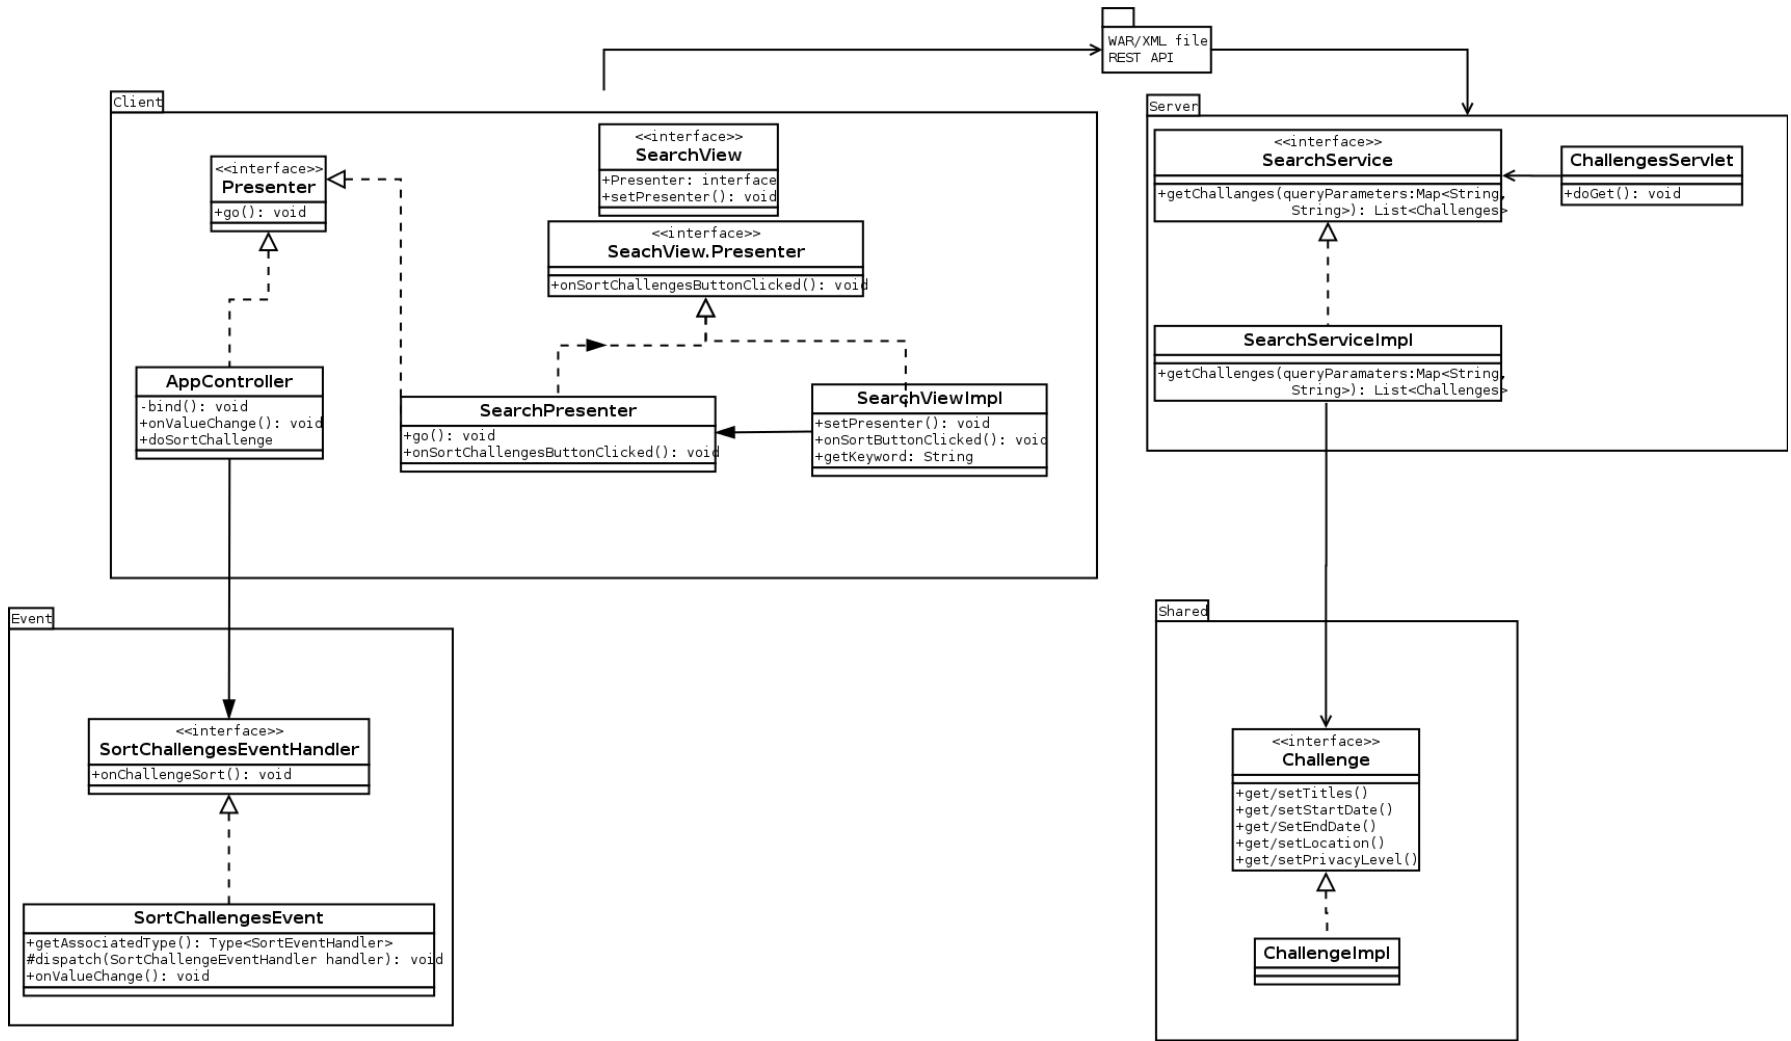 WAR/XML file
REST API
Client
<<interface>>
Presenter
+go(): void
<<interface>>
SearchView
+Presenter: interface
+setPresenter(): void
<<interface>>
SeachView.Presenter
+onSortChallengesButtonClicked(): void
AppController
-bind(): void
+onValueChange(): void
+doSortChallenge
SearchPresenter
+go(): void
+onSortChallengesButtonClicked(): void
SearchViewImpl
+setPresenter(): void
+onSortButtonClicked(): void
+getKeyword: String
Server
<<interface>>
SearchService
+getChallanges(queryParameters:Map<String,
String>): List<Challenges>
ChallengesServlet
+doGet(): void
SearchServiceImpl
+getChallenges(queryParamaters:Map<String,
String>): List<Challenges>
Event
<<interface>>
SortChallengesEventHandler
+onChallengeSort(): void
SortChallengesEvent
+getAssociatedType(): Type<SortEventHandler>
#dispatch(SortChallengeEventHandler handler): void
+onValueChange(): void
Shared
<<interface>>
Challenge
+get/setTitles()
+get/setStartDate()
+get/SetEndDate()
+get/setLocation()
+get/setPrivacyLevel()
ChallengeImpl